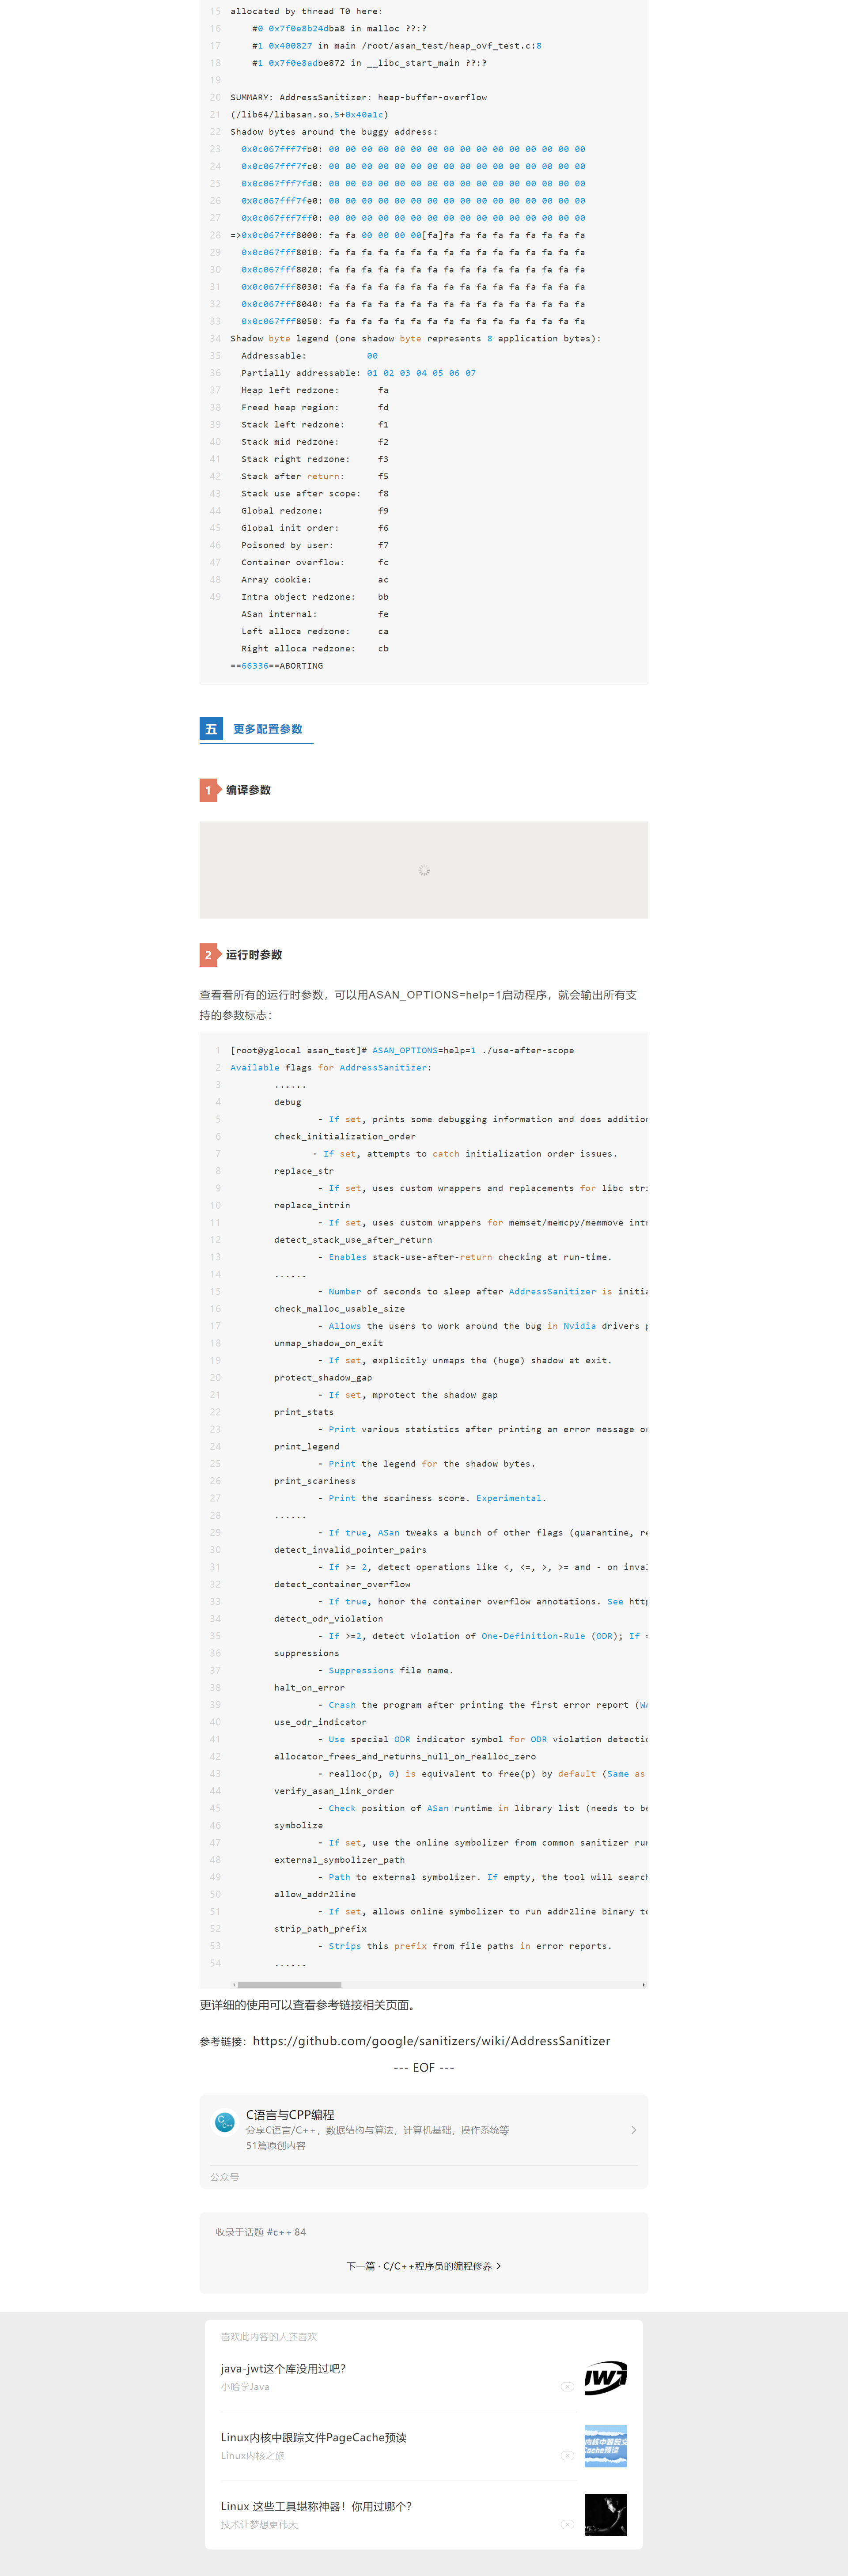 15 allocated by thread T0 here:
16     #0 0x7f0e8b24dba8 in malloc ??:?
17     #1 0x400827 in main /root/asan_test/heap_ovf_test.c:8
18     #1 0x7f0e8adbe872 in __libc_start_main ??:?
19
20 SUMMARY: AddressSanitizer: heap-buffer-overflow
21 (/lib64/libasan.so.5+0x40a1c)
22 Shadow bytes around the buggy address:
23   0x0c067fff7fb0: 00 00 00 00 00 00 00 00 00 00 00 00 00 00 00 00
24   0x0c067fff7fc0: 00 00 00 00 00 00 00 00 00 00 00 00 00 00 00 00
25   0x0c067fff7fd0: 00 00 00 00 00 00 00 00 00 00 00 00 00 00 00 00
26   0x0c067fff7fe0: 00 00 00 00 00 00 00 00 00 00 00 00 00 00 00 00
27   0x0c067fff7ff0: 00 00 00 00 00 00 00 00 00 00 00 00 00 00 00 00
28 =>0x0c067fff8000: fa fa 00 00 00 00[fa]fa fa fa fa fa fa fa fa fa
29   0x0c067fff8010: fa fa fa fa fa fa fa fa fa fa fa fa fa fa fa fa
30   0x0c067fff8020: fa fa fa fa fa fa fa fa fa fa fa fa fa fa fa fa
31   0x0c067fff8030: fa fa fa fa fa fa fa fa fa fa fa fa fa fa fa fa
32   0x0c067fff8040: fa fa fa fa fa fa fa fa fa fa fa fa fa fa fa fa
33   0x0c067fff8050: fa fa fa fa fa fa fa fa fa fa fa fa fa fa fa fa
34 Shadow byte legend (one shadow byte represents 8 application bytes):
35   Addressable:           00
36   Partially addressable: 01 02 03 04 05 06 07
37   Heap left redzone:       fa
38   Freed heap region:       fd
39   Stack left redzone:      f1
40   Stack mid redzone:       f2
41   Stack right redzone:     f3
42   Stack after return:      f5
43   Stack use after scope:   f8
44   Global redzone:          f9
45   Global init order:       f6
46   Poisoned by user:        f7
47   Container overflow:      fc
48   Array cookie:            ac
49   Intra object redzone:    bb
  ASan internal:           fe
  Left alloca redzone:     ca
  Right alloca redzone:    cb
==66336==ABORTING
五 更多配置参数
1 编译参数
2 运行时参数
查看看所有的运行时参数，可以用ASAN_OPTIONS=help=1启动程序，就会输出所有支
持的参数标志：
1 [root@yglocal asan_test]# ASAN_OPTIONS=help=1 ./use-after-scope
2 Available flags for AddressSanitizer:
3         ......
4         debug
5                 - If set, prints some debugging information and does
6         check_initialization_order
7                - If set, attempts to catch initialization order issues.
8         replace_str
9                 - If set, uses custom wrappers and replacements for libc
10         replace_intrin
11                 - If set, uses custom wrappers for memset/memcpy/memmove
12         detect_stack_use_after_return
13                 - Enables stack-use-after-return checking at run-time.
14         ......
15                 - Number of seconds to sleep after AddressSanitizer is
16         check_malloc_usable_size
17                 - Allows the users to work around the bug in Nvidia drivers
18         unmap_shadow_on_exit
19                 - If set, explicitly unmaps the (huge) shadow at exit.
20         protect_shadow_gap
21                 - If set, mprotect the shadow gap
22         print_stats
23                 - Print various statistics after printing an error message
24         print_legend
25                 - Print the legend for the shadow bytes.
26         print_scariness
27                 - Print the scariness score. Experimental.
28         ......
29                 - If true, ASan tweaks a bunch of other flags (quarantine,
30         detect_invalid_pointer_pairs
31                 - If >= 2, detect operations like <, <=, >, >= and - on
32         detect_container_overflow
33                 - If true, honor the container overflow annotations. See
34         detect_odr_violation
35                 - If >=2, detect violation of One-Definition-Rule (ODR); If
36         suppressions
37                 - Suppressions file name.
38         halt_on_error
39                 - Crash the program after printing the first error report
40         use_odr_indicator
41                 - Use special ODR indicator symbol for ODR violation
42         allocator_frees_and_returns_null_on_realloc_zero
43                 - realloc(p, 0) is equivalent to free(p) by default (Same as
44         verify_asan_link_order
45                 - Check position of ASan runtime in library list (needs to be
46         symbolize
47                 - If set, use the online symbolizer from common sanitizer
48         external_symbolizer_path
49                 - Path to external symbolizer. If empty, the tool will search
50         allow_addr2line
51                 - If set, allows online symbolizer to run addr2line binary
52         strip_path_prefix
53                 - Strips this prefix from file paths in error reports.
54         ......
更详细的使用可以查看参考链接相关页面。
参考链接：https://github.com/google/sanitizers/wiki/AddressSanitizer
--- EOF ---
C语言与CPP编程
分享C语言/C++，数据结构与算法，计算机基础，操作系统等
51篇原创内容
公众号
收录于话题 #c++ 84
下一篇 · C/C++程序员的编程修养 >
喜欢此内容的人还喜欢
java-jwt这个库没用过吧？
小哈学Java
Linux内核中跟踪文件PageCache预读
Linux内核之旅
Linux 这些工具堪称神器！你用过哪个？
技术让梦想更伟大